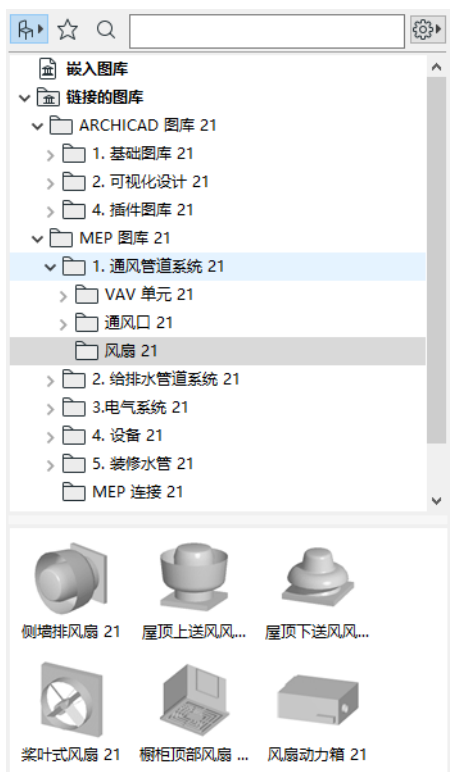 嵌入图库
链接的图库
ARCHICAD 图库 21
1. 基础图库 21
2. 可视化设计 21
4. 插件图库 21
MEP 图库 21
1. 通风管道系统 21
VAV 单元 21
通风口 21
风扇 21
2. 给排水管道系统 21
3.电气系统 21
4. 设备 21
5. 装修水管 21
MEP 连接 21
侧墙排风扇 21 屋顶上送风风... 屋顶下送风风...
桨叶式风扇 21 橱柜顶部风扇 ... 风扇动力箱 21